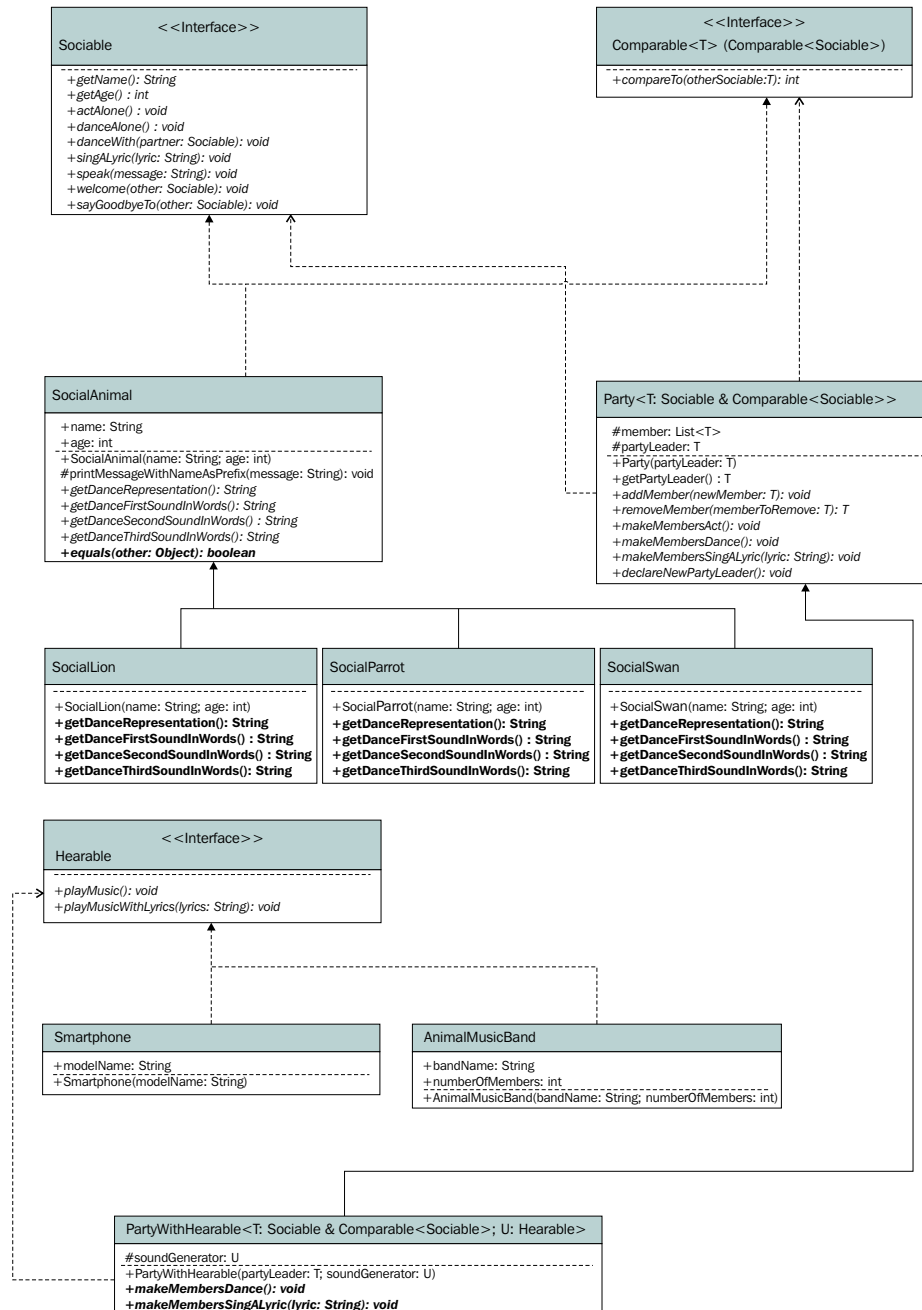 <<Interface>>
Sociable
+getName(): String
+getAge() : int
+actAlone() : void
+danceAlone() : void
+danceWith(partner: Sociable): void
+singALyric(lyric: String): void
+speak(message: String): void
+welcome(other: Sociable): void
+sayGoodbyeTo(other: Sociable): void
<<Interface>>
Comparable<T> (Comparable<Sociable>)
+compareTo(otherSociable:T): int
SocialAnimal
+name: String
+age: int
+SocialAnimal(name: String; age: int)
#printMessageWithNameAsPrefix(message: String): void
+getDanceRepresentation(): String
+getDanceFirstSoundInWords(): String
+getDanceSecondSoundInWords() : String
+getDanceThirdSoundInWords(): String
+equals(other: Object): boolean
Party<T: Sociable & Comparable<Sociable>>
#member: List<T>
#partyLeader: T
+Party(partyLeader: T)
+getPartyLeader() : T
+addMember(newMember: T): void
+removeMember(memberToRemove: T): T
+makeMembersAct(): void
+makeMembersDance(): void
+makeMembersSingALyric(lyric: String): void
+declareNewPartyLeader(): void
SocialLion
+SocialLion(name: String; age: int)
+getDanceRepresentation(): String
+getDanceFirstSoundInWords(): String
+getDanceSecondSoundInWords() : String
+getDanceThirdSoundInWords(): String
SocialParrot
+SocialParrot(name: String; age: int)
+getDanceRepresentation(): String
+getDanceFirstSoundInWords(): String
+getDanceSecondSoundInWords() : String
+getDanceThirdSoundInWords(): String
SocialSwan
+SocialSwan(name: String; age: int)
+getDanceRepresentation(): String
+getDanceFirstSoundInWords(): String
+getDanceSecondSoundInWords() : String
+getDanceThirdSoundInWords(): String
<<Interface>>
Hearable
+playMusic(): void
+playMusicWithLyrics(lyrics: String): void
Smartphone
+modelName: String
+Smartphone(modelName: String)
AnimalMusicBand
+bandName: String
+numberOfMembers: int
+AnimalMusicBand(bandName: String; numberOfMembers: int)
PartyWithHearable<T: Sociable & Comparable<Sociable>; U: Hearable>
#soundGenerator: U
+PartyWithHearable(partyLeader: T; soundGenerator: U)
+makeMembersDance(): void
+makeMembersSingALyric(lyric: String): void